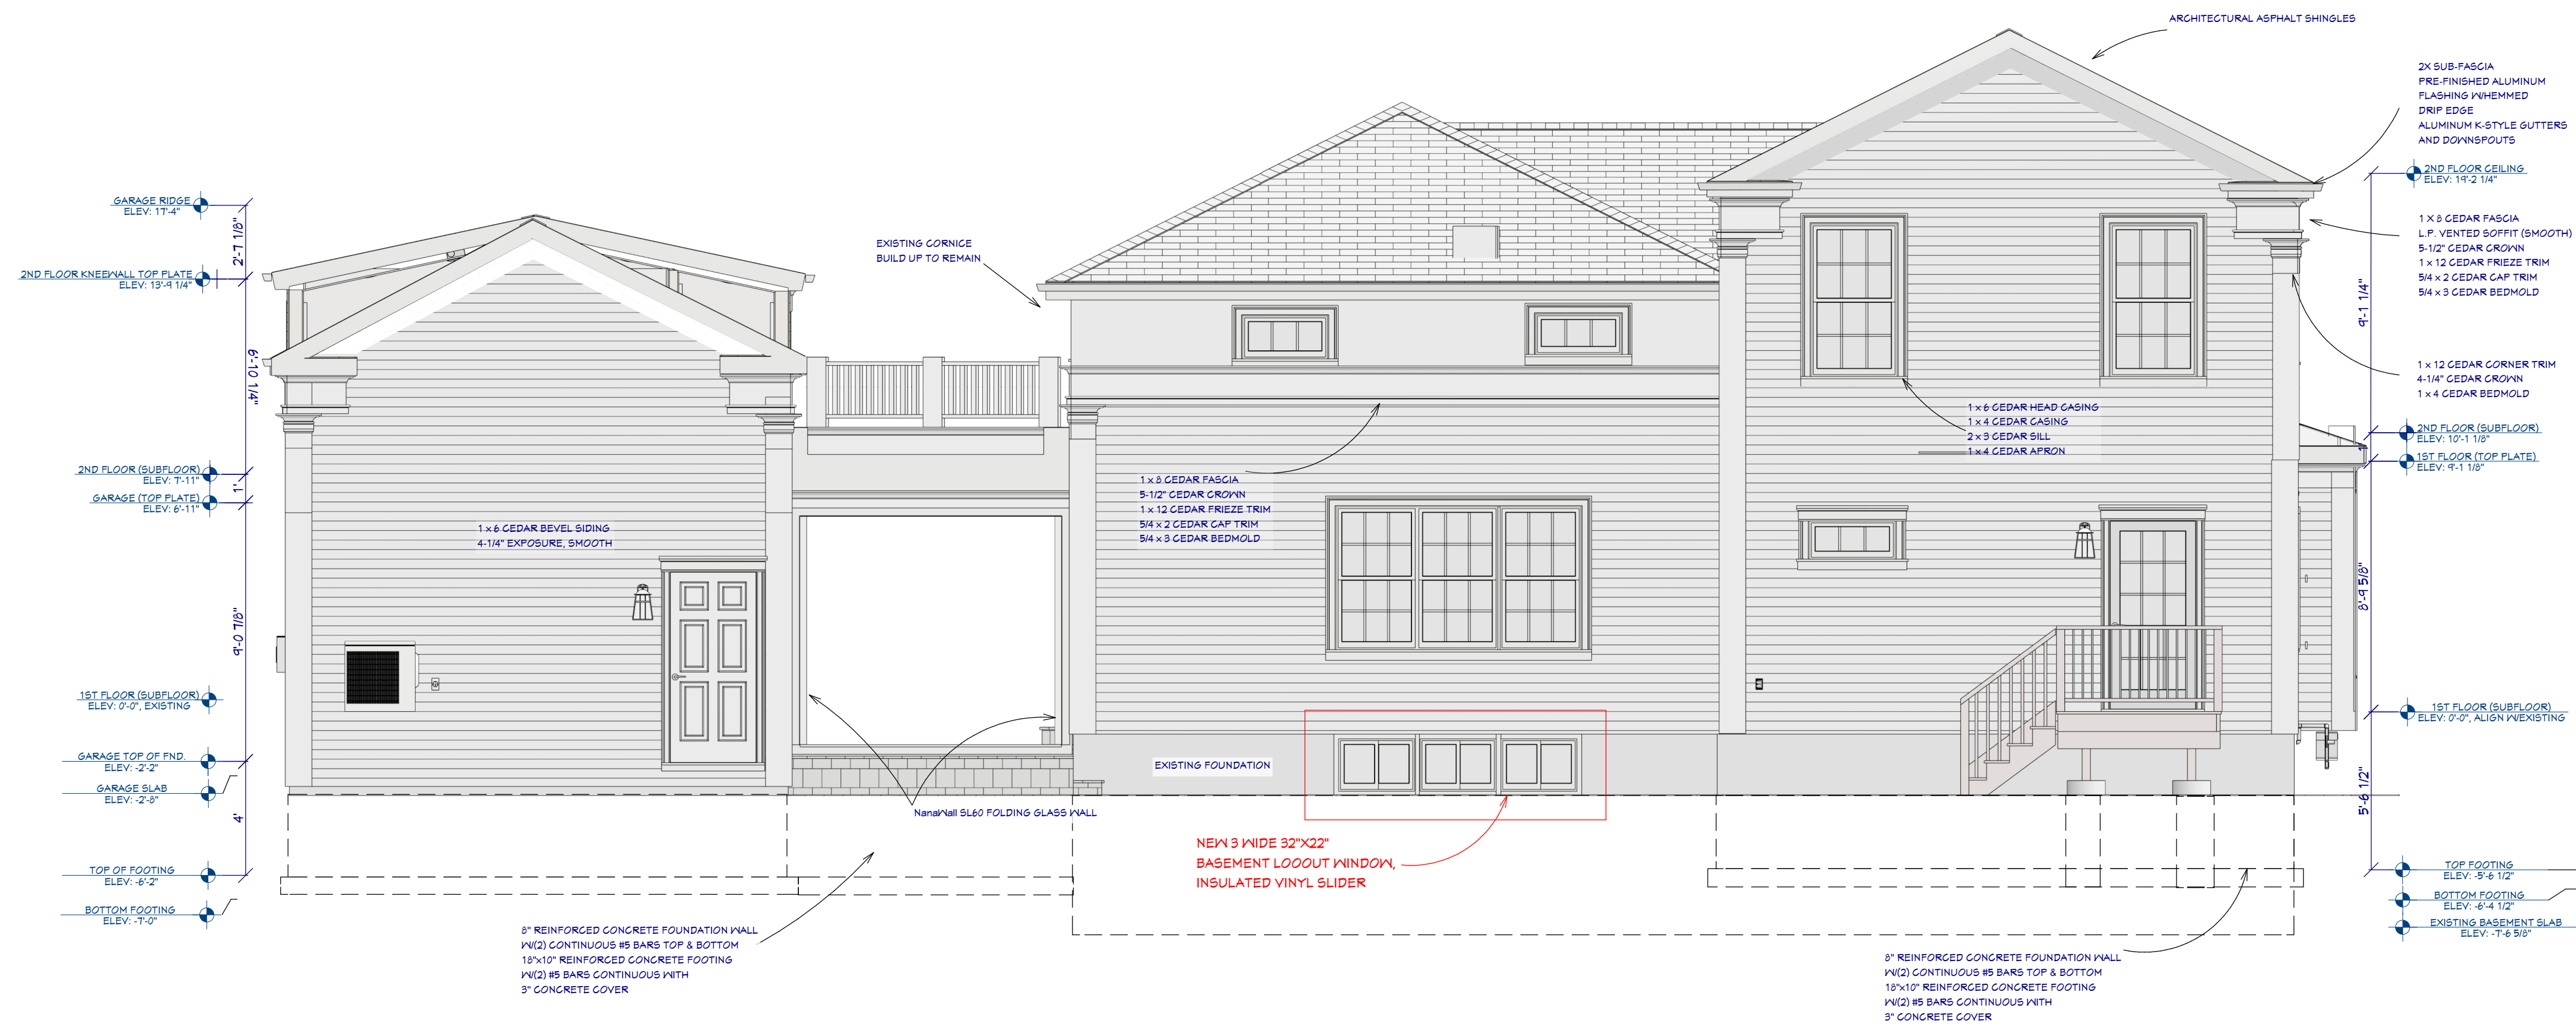 ARCHITECTURAL ASPHALT SHINGLES
2X SUB-FASCIA
PRE-FINISHED ALUMINUM
FLASHING W/HEMMED
DRIP EDGE
ALUMINUM K-STYLE GUTTERS
AND DOWNSPOUTS
2ND FLOOR CEILING
ELEV: 19'-2 1/4"
1 X 8 CEDAR FASCIA
L.P. VENTED SOFFIT (SMOOTH)
5-1/2" CEDAR CROWN
1 x 12 CEDAR FRIEZE TRIM
5/4 x 2 CEDAR CAP TRIM
5/4 x 3 CEDAR BEDMOLD
9'-1 1/4"
1 x 12 CEDAR CORNER TRIM
4-1/4" CEDAR CROWN
1 x 4 CEDAR BEDMOLD
2ND FLOOR (SUBFLOOR)
ELEV: 10'-1 1/8"
1'
1ST FLOOR (TOP PLATE)
ELEV: 9'-1 1/8"
8'-9 5/8"
1ST FLOOR (SUBFLOOR)
ELEV: 0'-0", ALIGN W/EXISTING
5'-6 1/2"
TOP FOOTING
ELEV: -5'-6 1/2"
BOTTOM FOOTING
ELEV: -6'-4 1/2"
EXISTING BASEMENT SLAB
ELEV: -7'-6 5/8"
GARAGE RIDGE
ELEV: 17'-4"
2'-7 1/8"
2ND FLOOR KNEEWALL TOP PLATE
ELEV: 13'-9 1/4"
6'-10 1/4"
2ND FLOOR (SUBFLOOR)
ELEV: 7'-11"
1'
GARAGE (TOP PLATE)
ELEV: 6'-11"
9'-0 7/8"
1ST FLOOR (SUBFLOOR)
ELEV: 0'-0", EXISTING
GARAGE TOP OF FND.
ELEV: -2'-2"
GARAGE SLAB
ELEV: -2'-8"
4'
TOP OF FOOTING
ELEV: -6'-2"
BOTTOM FOOTING
ELEV: -7'-0"
EXISTING CORNICE
BUILD UP TO REMAIN
1 x 6 CEDAR HEAD CASING
1 x 4 CEDAR CASING
2 x 3 CEDAR SILL
1 x 4 CEDAR APRON
1 x 8 CEDAR FASCIA
5-1/2" CEDAR CROWN
1 x 12 CEDAR FRIEZE TRIM
5/4 x 2 CEDAR CAP TRIM
5/4 x 3 CEDAR BEDMOLD
1 x 6 CEDAR BEVEL SIDING
4-1/4" EXPOSURE, SMOOTH
EXISTING FOUNDATION
NanaWall SL60 FOLDING GLASS WALL
NEW 3 WIDE 32"X22"
BASEMENT LOOOUT WINDOW,
INSULATED VINYL SLIDER
8" REINFORCED CONCRETE FOUNDATION WALL
W/(2) CONTINUOUS #5 BARS TOP & BOTTOM
18"x10" REINFORCED CONCRETE FOOTING
W/(2) #5 BARS CONTINUOUS WITH
3" CONCRETE COVER
8" REINFORCED CONCRETE FOUNDATION WALL
W/(2) CONTINUOUS #5 BARS TOP & BOTTOM
18"x10" REINFORCED CONCRETE FOOTING
W/(2) #5 BARS CONTINUOUS WITH
3" CONCRETE COVER